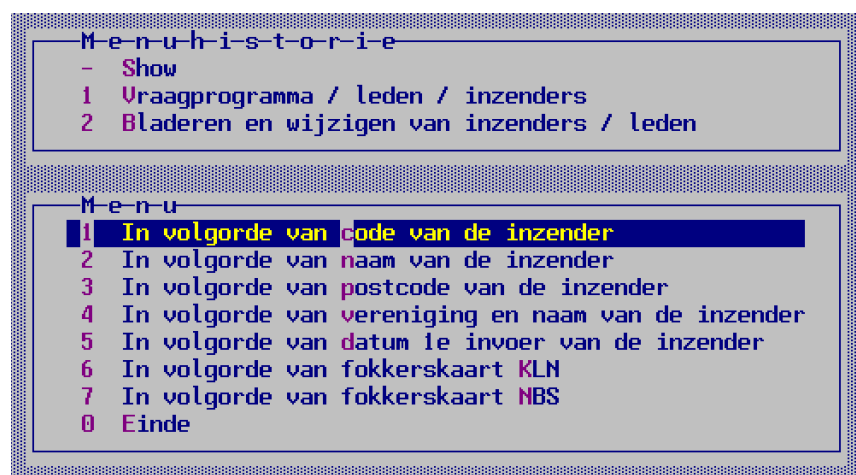 Menuhistorie
- Show
1 Vraagprogramma / leden / inzenders
2 Bladeren en wijzigen van inzenders / leden
Menu
1 In volgorde van code van de inzender
2 In volgorde van naam van de inzender
3 In volgorde van postcode van de inzender
4 In volgorde van vereniging en naam van de inzender
5 In volgorde van datum 1e invoer van de inzender
6 In volgorde van fokkerskaart KLN
7 In volgorde van fokkerskaart NBS
0 Einde